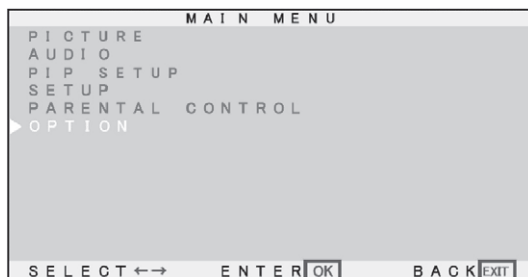 MAIN MENU
PICTURE
AUDIO
PIP SETUP
SETUP
PARENTAL CONTROL
OPTION
SELECT←→ ENTER OK BACK EXIT